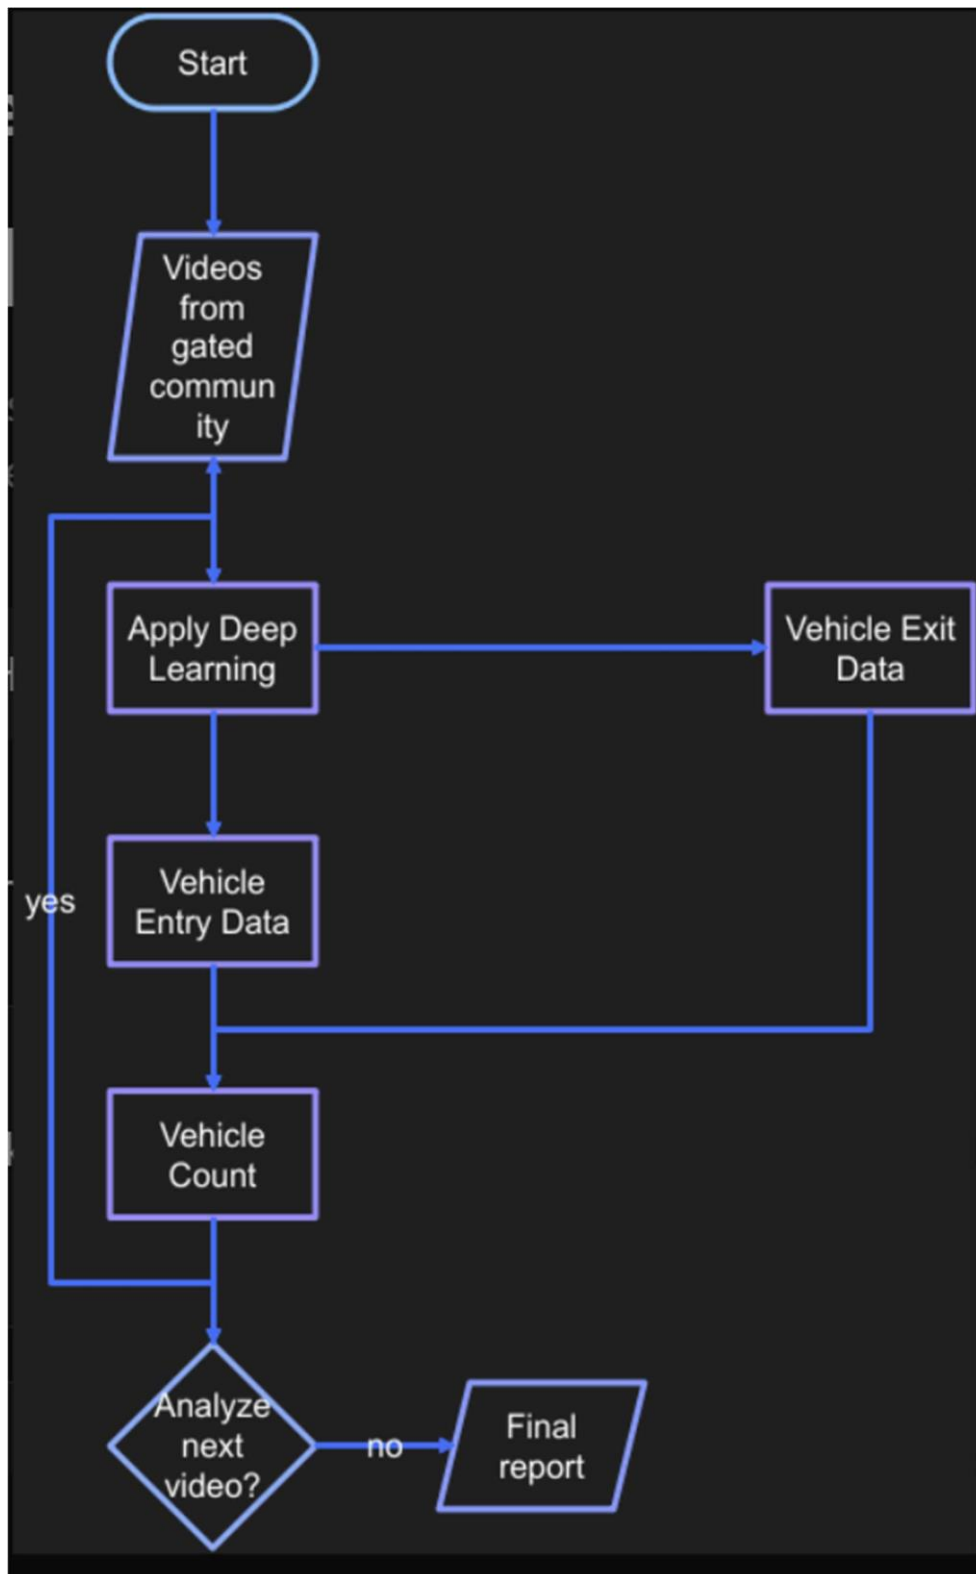 Start
Videos
from
gated
commun
ity
Apply Deep
Learning
Vehicle Exit
Data
yes
Vehicle
Entry Data
Vehicle
Count
Analyze
next
video?
no
Final
report